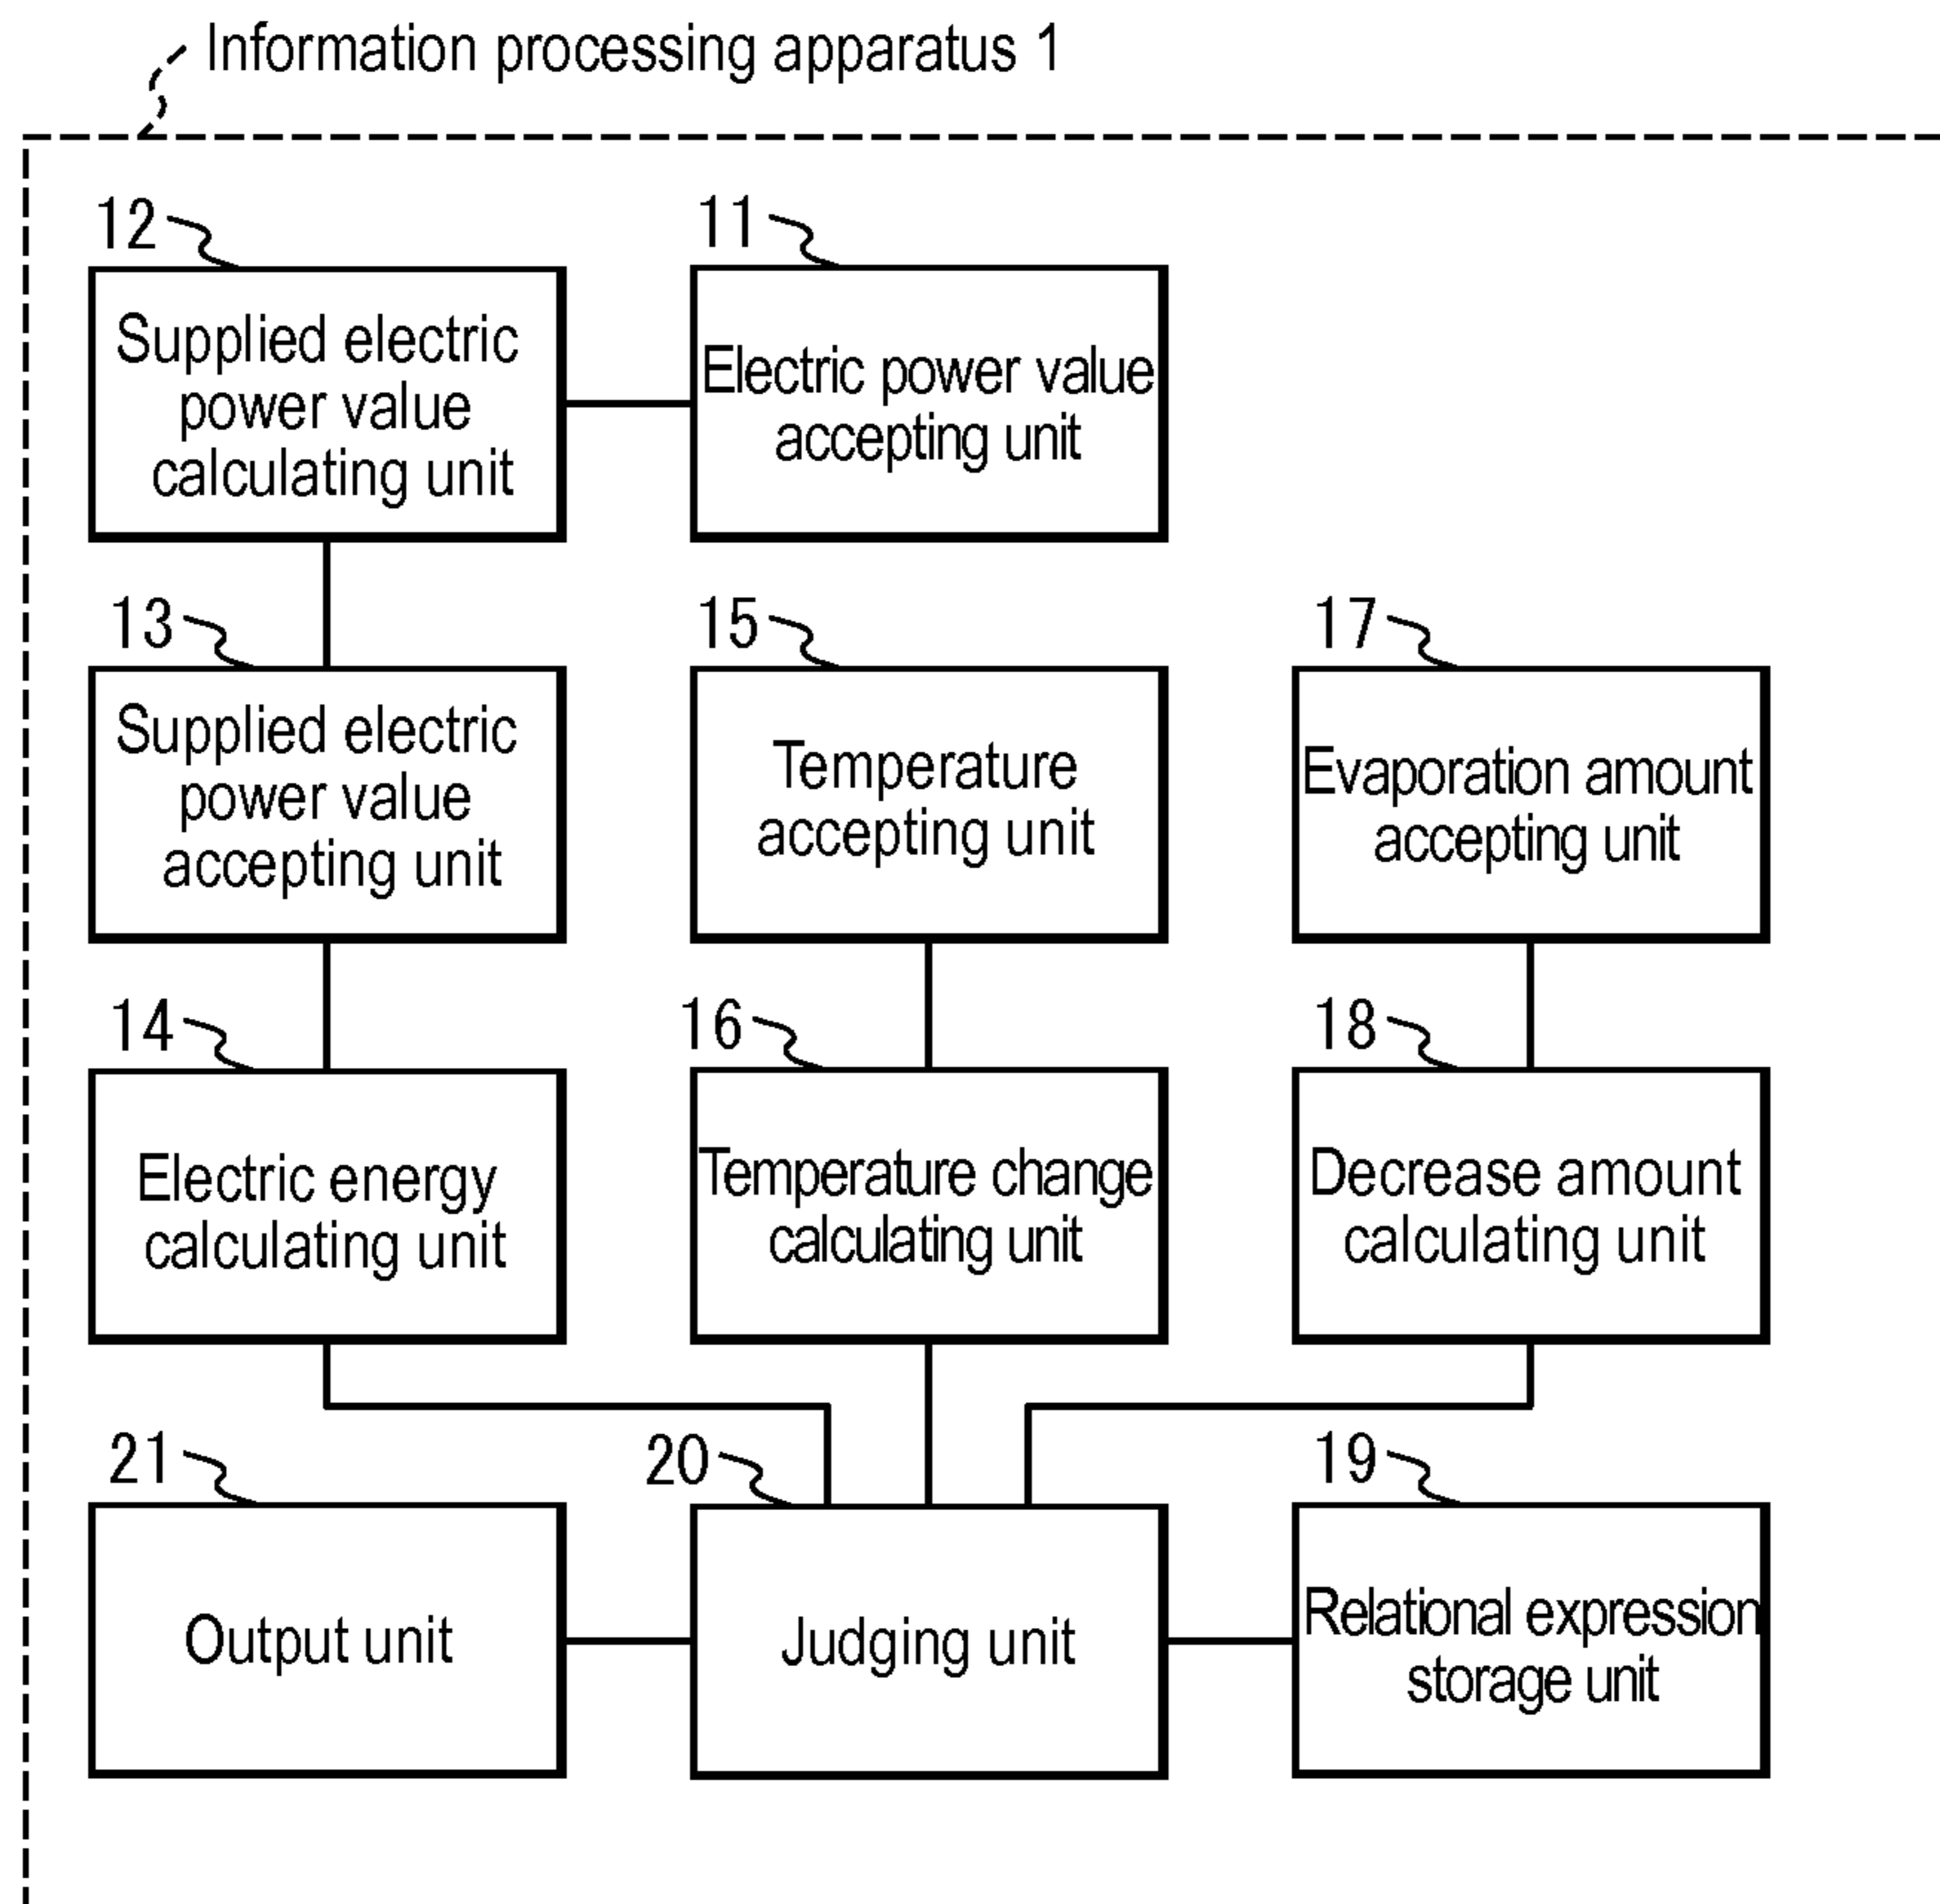 Information processing apparatus 1
12
11
Supplied electric
power value
calculating unit
Electric power value
accepting unit
13
15
17
Supplied electric
power value
accepting unit
Temperature
accepting unit
Evaporation amount
accepting unit
14
16
18
Electric energy
calculating unit
Temperature change
calculating unit
Decrease amount
calculating unit
21
20
19
Output unit
Judging unit
Relational expression
storage unit